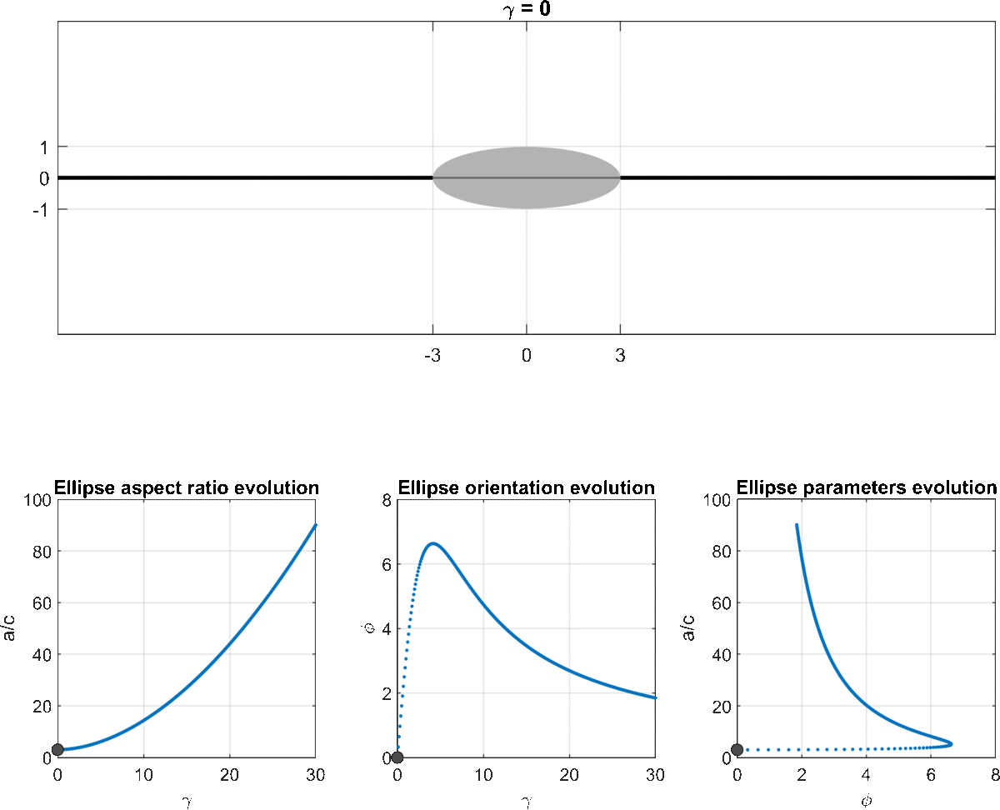 γ = 0
1
0
-1
-3 0 3
Ellipse aspect ratio evolution
100
80
60
40
20
0
a/c
0 10 20 30
γ
Ellipse orientation evolution
8
6
4
2
0
ϕ
0 10 20 30
γ
Ellipse parameters evolution
100
80
60
40
20
0
a/c
0 2 4 6 8
ϕ